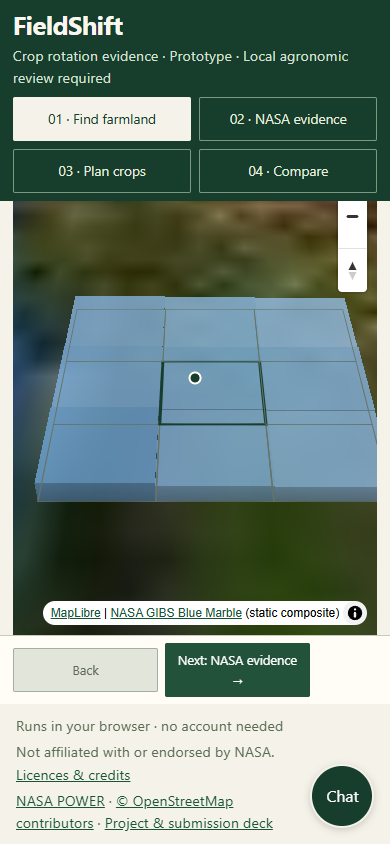 FieldShift
Crop rotation evidence · Prototype · Local agronomic
review required
01 · Find farmland
02 · NASA evidence
03 · Plan crops
04 · Compare
MapLibre | NASA GIBS Blue Marble (static composite)
Back
Next: NASA evidence
→
Runs in your browser · no account needed
Not affiliated with or endorsed by NASA.
Licences & credits
NASA POWER · © OpenStreetMap
contributors · Project & submission deck
Chat